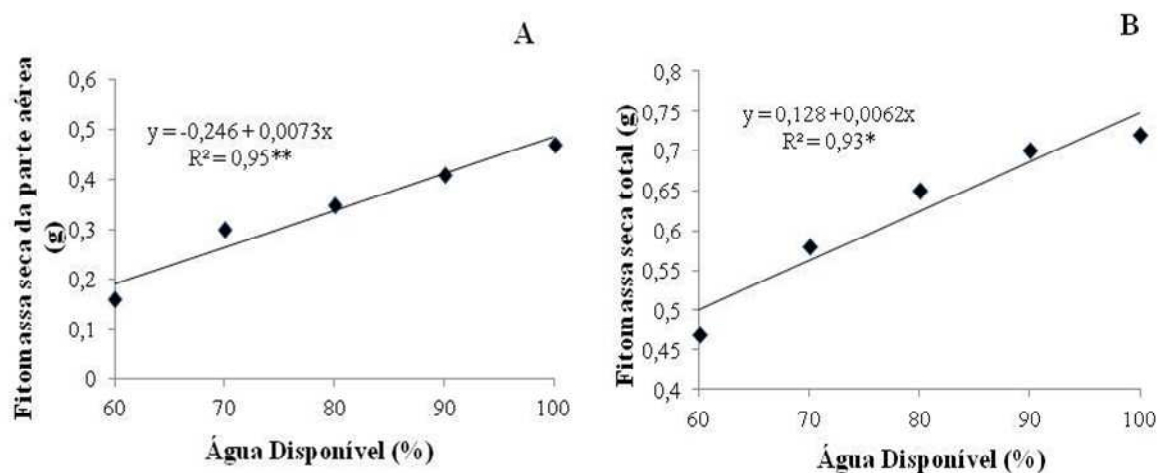 A
Fitomassa seca da parte aérea
(g)
0,6
0,5
0,4
0,3
0,2
0,1
0
y = -0,246 + 0,0073x
R² = 0,95**
60
70
80
90
100
Água Disponível (%)
B
Fitomassa seca total (g)
0,8
0,75
0,7
0,65
0,6
0,55
0,5
0,45
0,4
y = 0,128 +0,0062x
R² = 0,93*
60
70
80
90
100
Água Disponível (%)